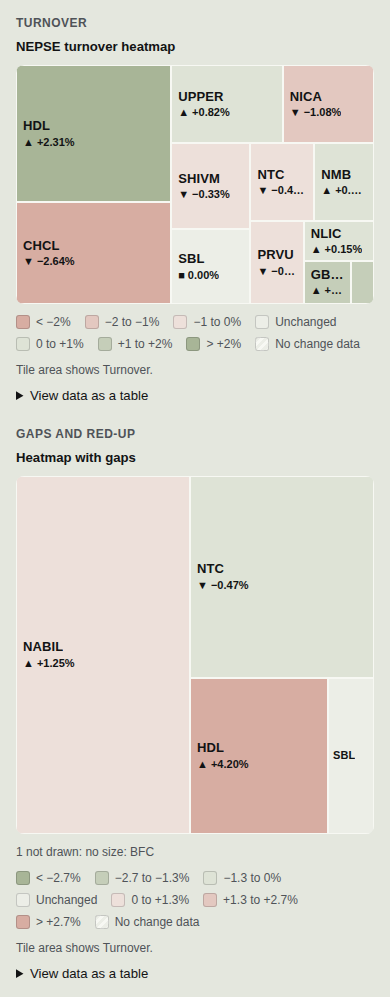 TURNOVER
NEPSE turnover heatmap
HDL
▲ +2.31%
UPPER
▲ +0.82%
NICA
▼ −1.08%
SHIVM
▼ −0.33%
NTC
▼ −0.4…
NMB
▲ +0.…
CHCL
▼ −2.64%
SBL
■ 0.00%
PRVU
▼ −0…
NLIC
▲ +0.15%
GB…
▲ +…
< −2%
−2 to −1%
−1 to 0%
Unchanged
0 to +1%
+1 to +2%
> +2%
No change data
Tile area shows Turnover.
▶ View data as a table
GAPS AND RED-UP
Heatmap with gaps
NABIL
▲ +1.25%
NTC
▼ −0.47%
HDL
▲ +4.20%
SBL
1 not drawn: no size: BFC
< −2.7%
−2.7 to −1.3%
−1.3 to 0%
Unchanged
0 to +1.3%
+1.3 to +2.7%
> +2.7%
No change data
Tile area shows Turnover.
▶ View data as a table